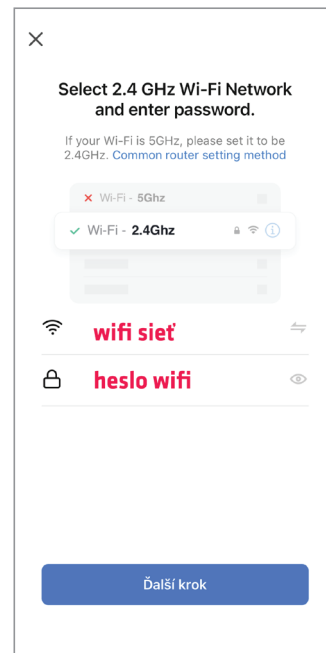 Select 2.4 GHz Wi-Fi Network
and enter password.
If your Wi-Fi is 5GHz, please set it to be
2.4GHz. Common router setting method
Wi-Fi - 5Ghz
Wi-Fi - 2.4Ghz
wifi sieť
heslo wifi
Ďalší krok